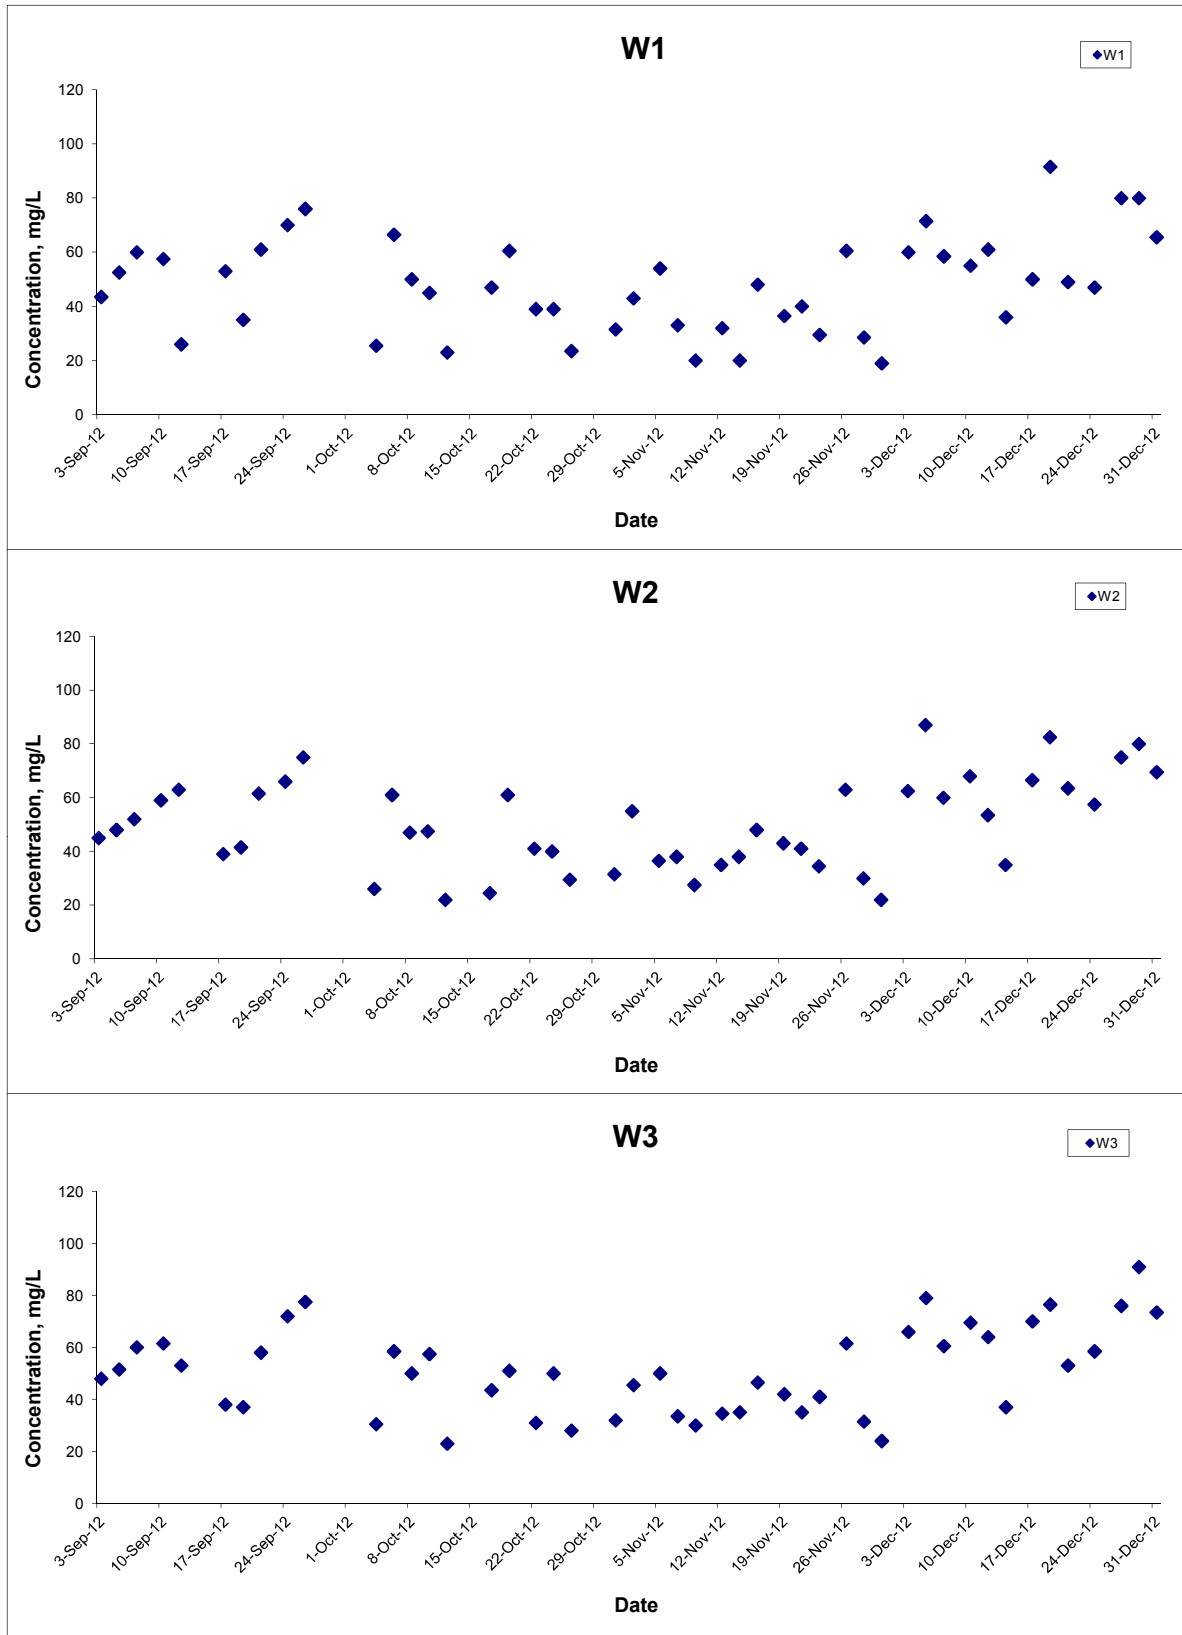 W1
W1
120
100
80
60
40
20
0
Concentration, mg/L
3-Sep-12
10-Sep-12
17-Sep-12
24-Sep-12
1-Oct-12
8-Oct-12
15-Oct-12
22-Oct-12
29-Oct-12
5-Nov-12
12-Nov-12
19-Nov-12
26-Nov-12
3-Dec-12
10-Dec-12
17-Dec-12
24-Dec-12
31-Dec-12
Date
W2
W2
120
100
80
60
40
20
0
Concentration, mg/L
3-Sep-12
10-Sep-12
17-Sep-12
24-Sep-12
1-Oct-12
8-Oct-12
15-Oct-12
22-Oct-12
29-Oct-12
5-Nov-12
12-Nov-12
19-Nov-12
26-Nov-12
3-Dec-12
10-Dec-12
17-Dec-12
24-Dec-12
31-Dec-12
Date
W3
W3
120
100
80
60
40
20
0
Concentration, mg/L
3-Sep-12
10-Sep-12
17-Sep-12
24-Sep-12
1-Oct-12
8-Oct-12
15-Oct-12
22-Oct-12
29-Oct-12
5-Nov-12
12-Nov-12
19-Nov-12
26-Nov-12
3-Dec-12
10-Dec-12
17-Dec-12
24-Dec-12
31-Dec-12
Date